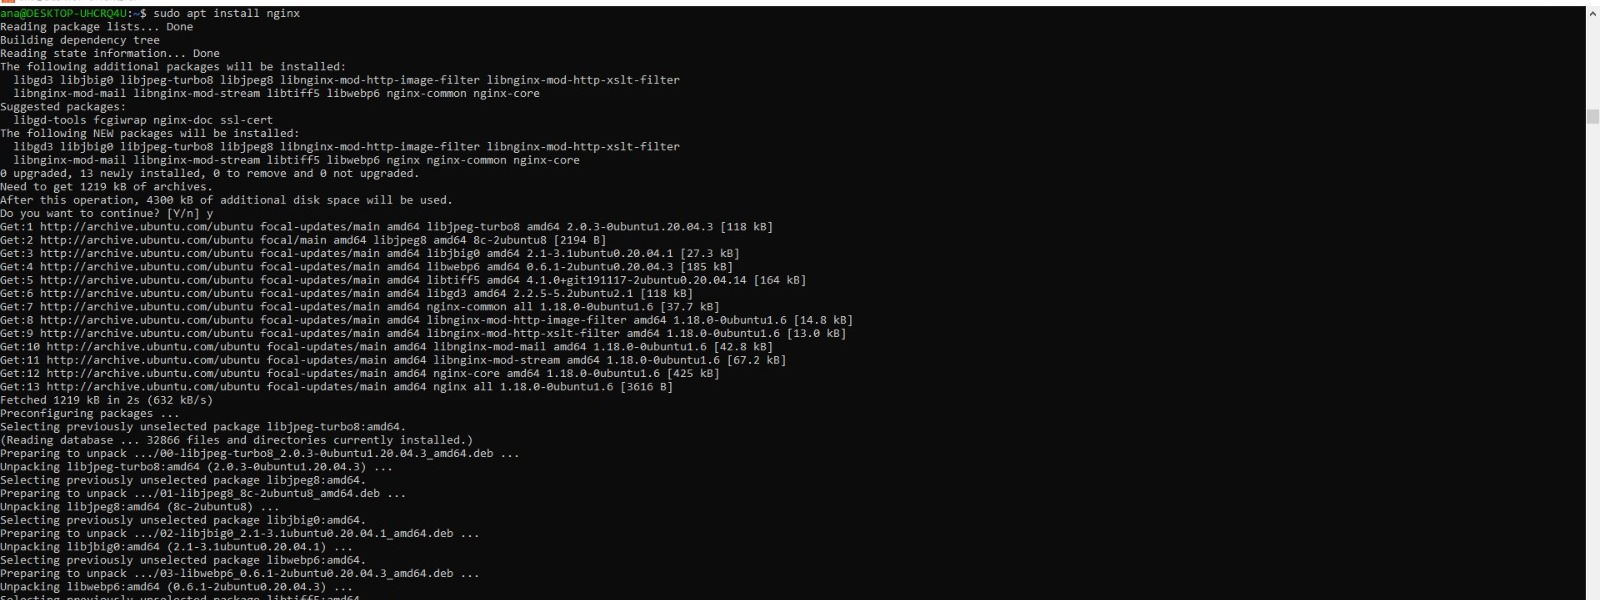 ana@DESKTOP-UHCRQ4U:~$ sudo apt install nginx
Reading package lists... Done
Building dependency tree
Reading state information... Done
The following additional packages will be installed:
  libgd3 libjbig0 libjpeg-turbo8 libjpeg8 libnginx-mod-http-image-filter libnginx-mod-http-xslt-filter
  libnginx-mod-mail libnginx-mod-stream libtiff5 libwebp6 nginx-common nginx-core
Suggested packages:
  libgd-tools fcgiwrap nginx-doc ssl-cert
The following NEW packages will be installed:
  libgd3 libjbig0 libjpeg-turbo8 libjpeg8 libnginx-mod-http-image-filter libnginx-mod-http-xslt-filter
  libnginx-mod-mail libnginx-mod-stream libtiff5 libwebp6 nginx nginx-common nginx-core
0 upgraded, 13 newly installed, 0 to remove and 0 not upgraded.
Need to get 1219 kB of archives.
After this operation, 4300 kB of additional disk space will be used.
Do you want to continue? [Y/n] y
Get:1 http://archive.ubuntu.com/ubuntu focal-updates/main amd64 libjpeg-turbo8 amd64 2.0.3-0ubuntu1.20.04.3 [118 kB]
Get:2 http://archive.ubuntu.com/ubuntu focal/main amd64 libjpeg8 amd64 8c-2ubuntu8 [2194 B]
Get:3 http://archive.ubuntu.com/ubuntu focal-updates/main amd64 libjbig0 amd64 2.1-3.1ubuntu0.20.04.1 [27.3 kB]
Get:4 http://archive.ubuntu.com/ubuntu focal-updates/main amd64 libwebp6 amd64 0.6.1-2ubuntu0.20.04.3 [185 kB]
Get:5 http://archive.ubuntu.com/ubuntu focal-updates/main amd64 libtiff5 amd64 4.1.0+git191117-2ubuntu0.20.04.14 [164 kB]
Get:6 http://archive.ubuntu.com/ubuntu focal-updates/main amd64 libgd3 amd64 2.2.5-5.2ubuntu2.1 [118 kB]
Get:7 http://archive.ubuntu.com/ubuntu focal-updates/main amd64 nginx-common all 1.18.0-0ubuntu1.6 [37.7 kB]
Get:8 http://archive.ubuntu.com/ubuntu focal-updates/main amd64 libnginx-mod-http-image-filter amd64 1.18.0-0ubuntu1.6 [14.8 kB]
Get:9 http://archive.ubuntu.com/ubuntu focal-updates/main amd64 libnginx-mod-http-xslt-filter amd64 1.18.0-0ubuntu1.6 [13.0 kB]
Get:10 http://archive.ubuntu.com/ubuntu focal-updates/main amd64 libnginx-mod-mail amd64 1.18.0-0ubuntu1.6 [42.8 kB]
Get:11 http://archive.ubuntu.com/ubuntu focal-updates/main amd64 libnginx-mod-stream amd64 1.18.0-0ubuntu1.6 [67.2 kB]
Get:12 http://archive.ubuntu.com/ubuntu focal-updates/main amd64 nginx-core amd64 1.18.0-0ubuntu1.6 [425 kB]
Get:13 http://archive.ubuntu.com/ubuntu focal-updates/main amd64 nginx all 1.18.0-0ubuntu1.6 [3616 B]
Fetched 1219 kB in 2s (632 kB/s)
Preconfiguring packages ...
Selecting previously unselected package libjpeg-turbo8:amd64.
(Reading database ... 32866 files and directories currently installed.)
Preparing to unpack .../00-libjpeg-turbo8_2.0.3-0ubuntu1.20.04.3_amd64.deb ...
Unpacking libjpeg-turbo8:amd64 (2.0.3-0ubuntu1.20.04.3) ...
Selecting previously unselected package libjpeg8:amd64.
Preparing to unpack .../01-libjpeg8_8c-2ubuntu8_amd64.deb ...
Unpacking libjpeg8:amd64 (8c-2ubuntu8) ...
Selecting previously unselected package libjbig0:amd64.
Preparing to unpack .../02-libjbig0_2.1-3.1ubuntu0.20.04.1_amd64.deb ...
Unpacking libjbig0:amd64 (2.1-3.1ubuntu0.20.04.1) ...
Selecting previously unselected package libwebp6:amd64.
Preparing to unpack .../03-libwebp6_0.6.1-2ubuntu0.20.04.3_amd64.deb ...
Unpacking libwebp6:amd64 (0.6.1-2ubuntu0.20.04.3) ...
Selecting previously unselected package libtiff5:amd64.